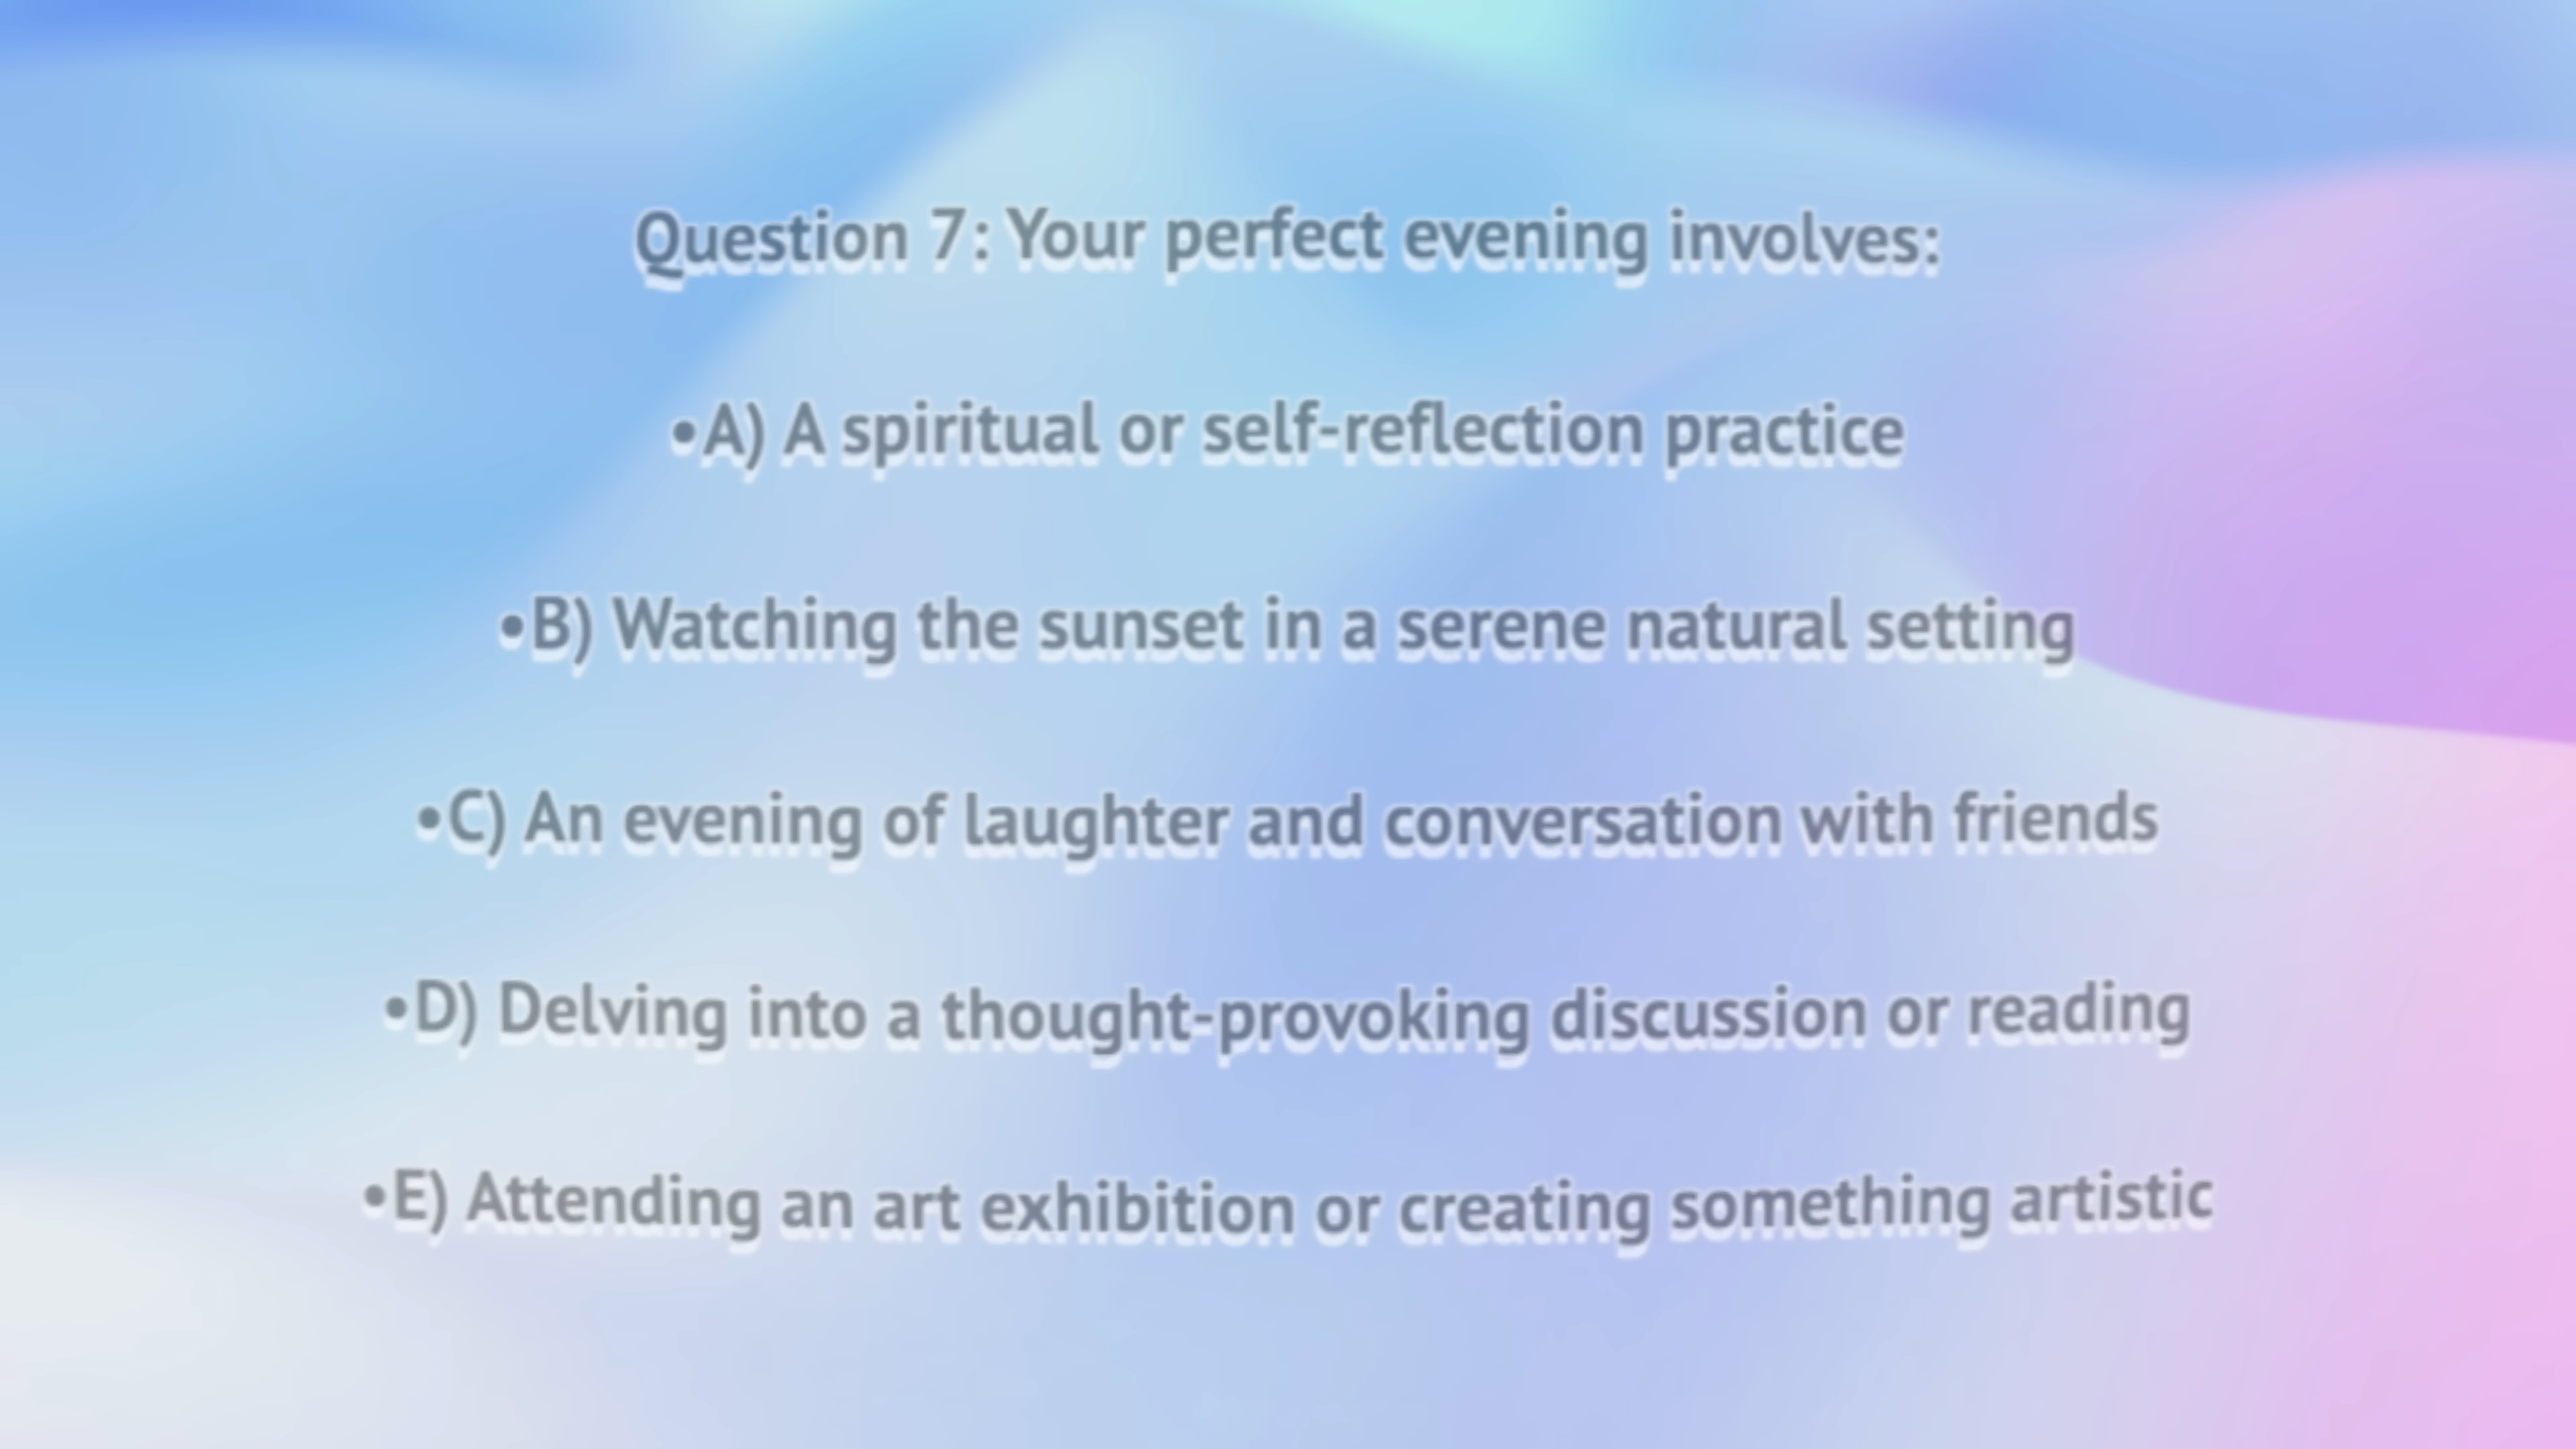 Question 7: Your perfect evening involves:
•A) A spiritual or self-reflection practice
•B) Watching the sunset in a serene natural setting
•C) An evening of laughter and conversation with friends
•D) Delving into a thought-provoking discussion or reading
•E) Attending an art exhibition or creating something artistic